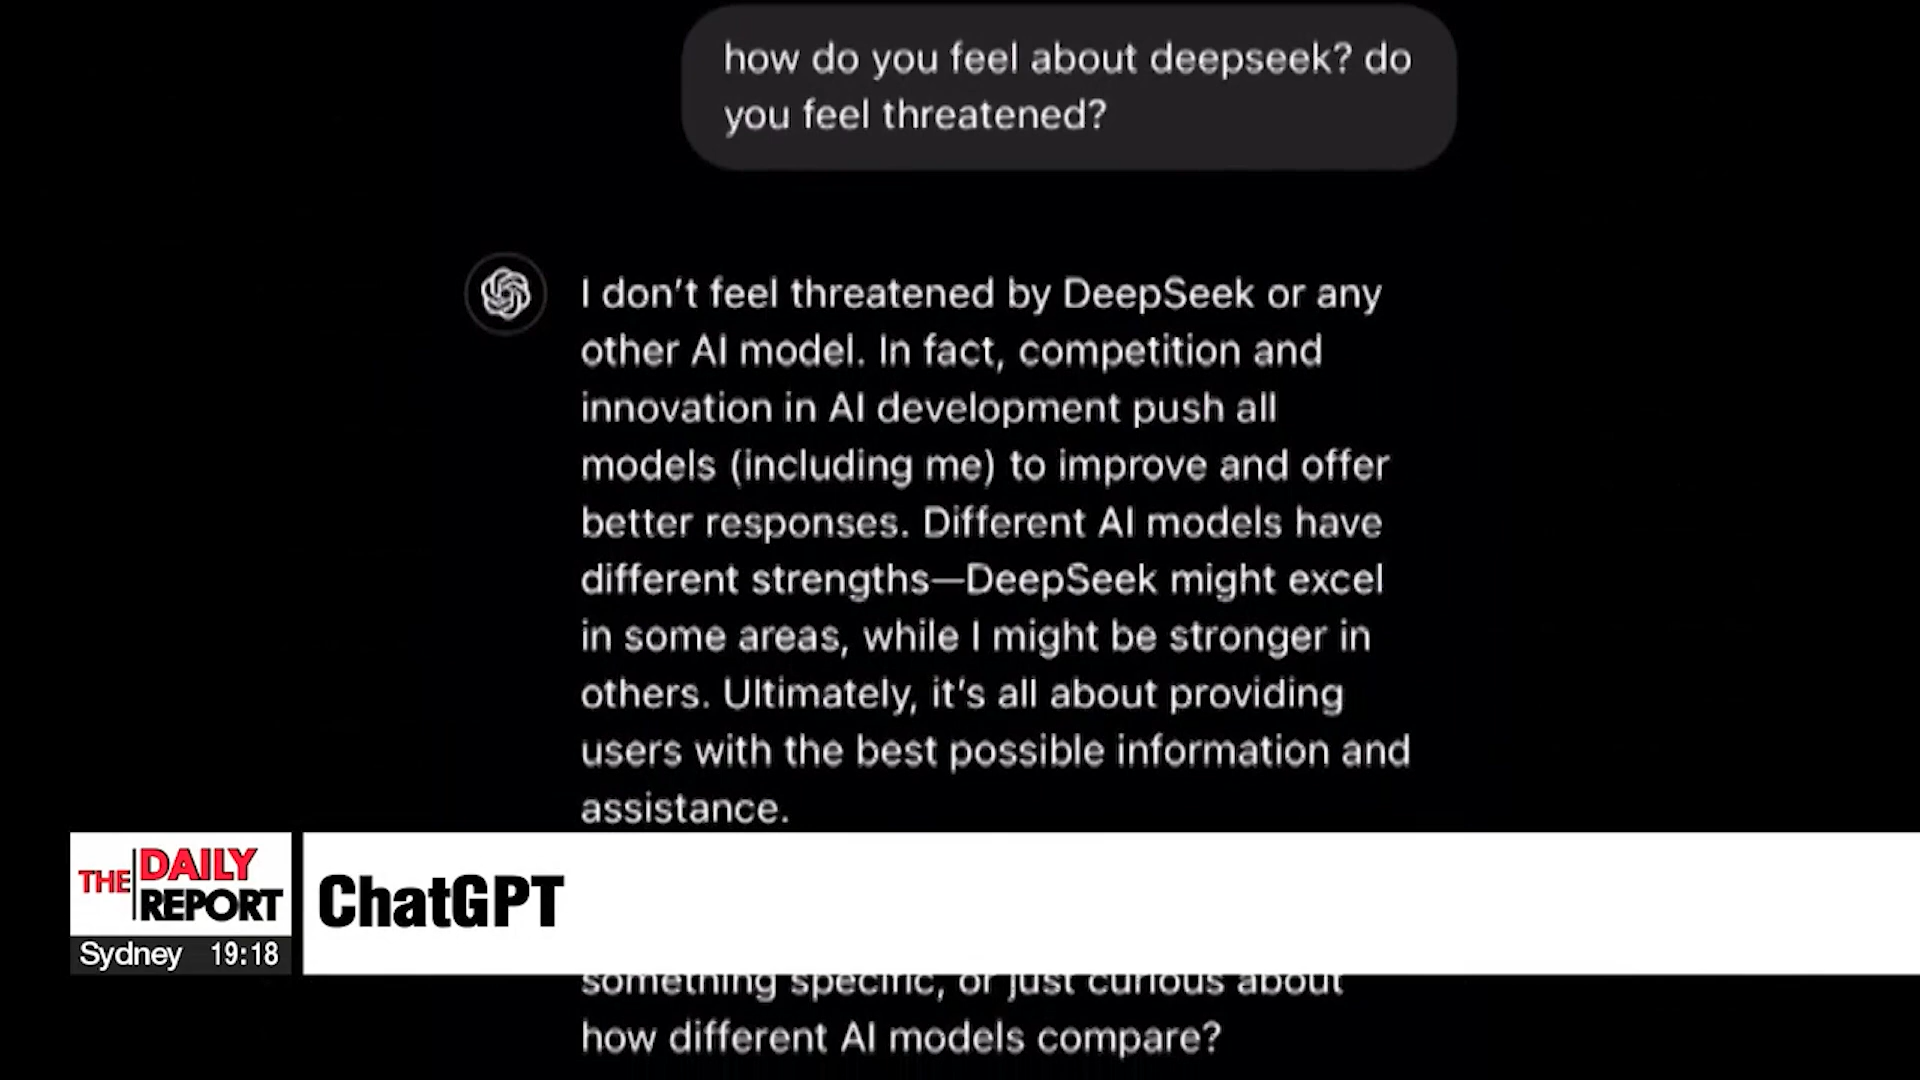 how do you feel about deepseek? do
you feel threatened?
I don't feel threatened by DeepSeek or any
other AI model. In fact, competition and
innovation in AI development push all
models (including me) to improve and offer
better responses. Different AI models have
different strengths—DeepSeek might excel
in some areas, while I might be stronger in
others. Ultimately, it's all about providing
users with the best possible information and
assistance.
THE DAILY
REPORT
ChatGPT
Sydney 19:18
something specific, or just curious about
how different AI models compare?